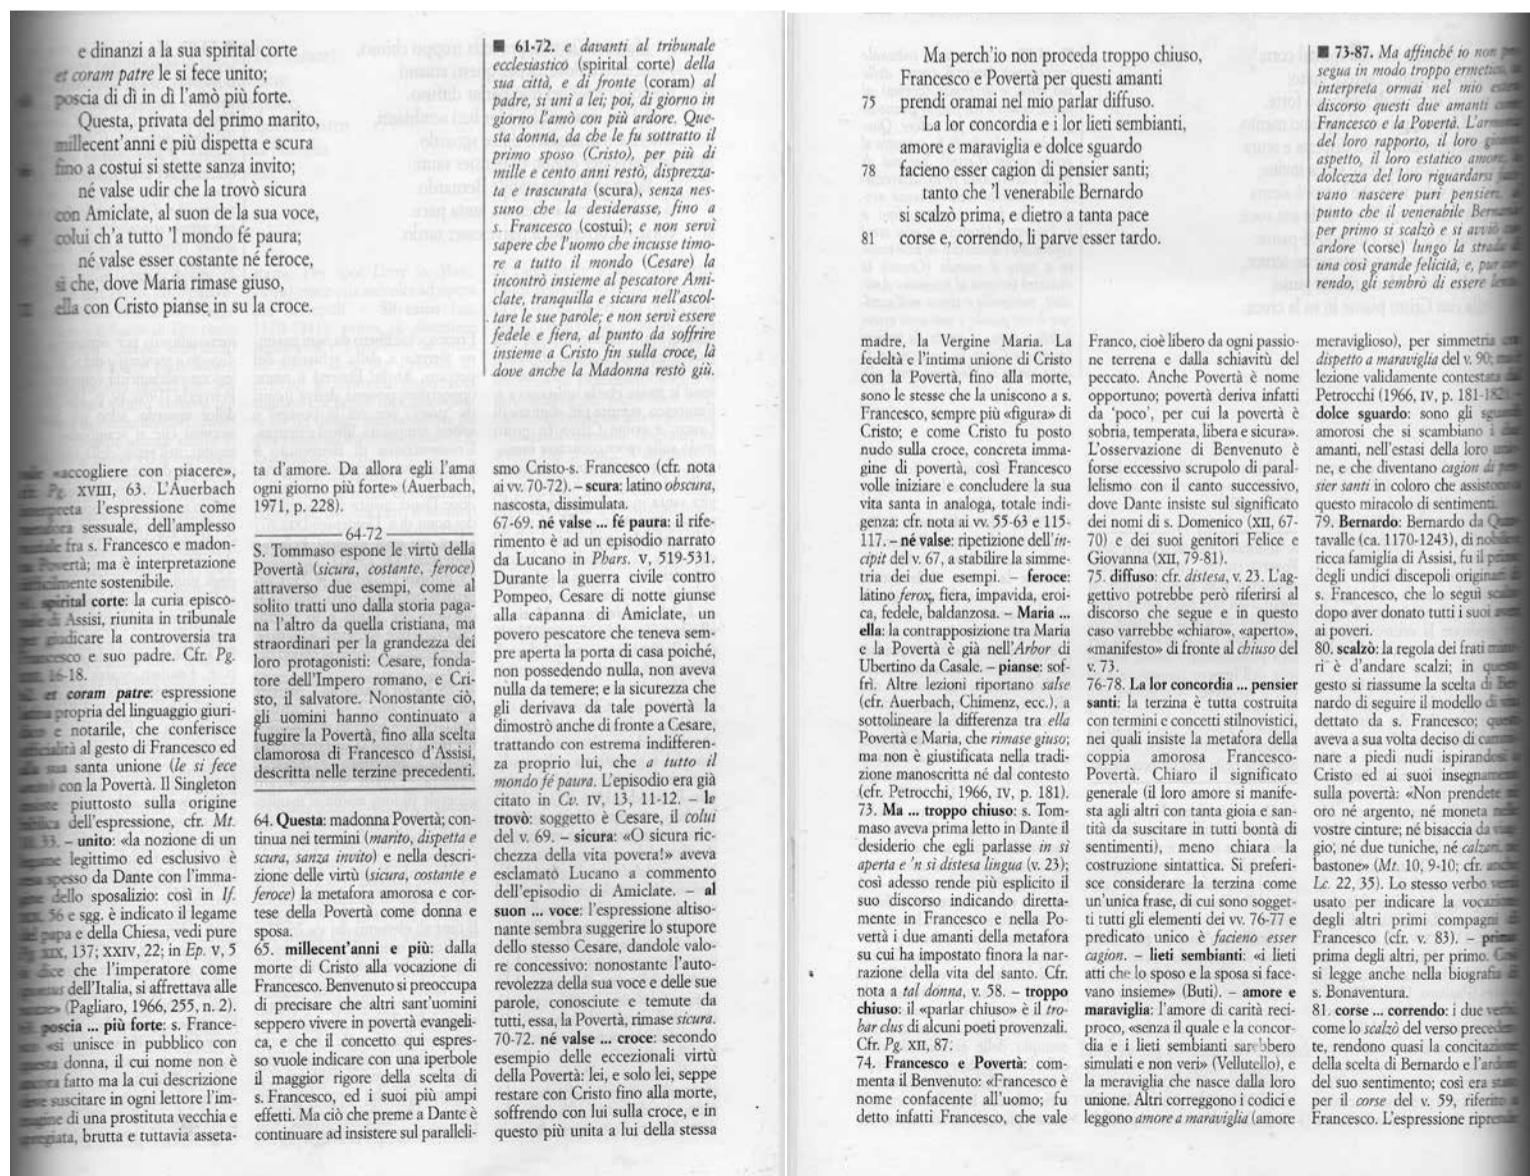 e dinanzi a la sua spirital corte
et coram patre le si fece unito;
poscia di dì in dì l'amò più forte.
Questa, privata del primo marito,
millecent'anni e più dispetta e scura
fino a costui si stette sanza invito;
né valse udir che la trovò sicura
con Amiclate, al suon de la sua voce,
colui ch'a tutto 'l mondo fé paura;
né valse esser costante né feroce,
sì che, dove Maria rimase giuso,
ella con Cristo pianse in su la croce.
■ 61-72. e davanti al tribunale
ecclesiastico (spirital corte) della
sua città, e di fronte (coram) al
padre, si unì a lei; poi, di giorno in
giorno l'amò con più ardore. Que-
sta donna, da che le fu sottratto il
primo sposo (Cristo), per più di
mille e cento anni restò, disprezza-
ta e trascurata (scura), senza nes-
suno che la desiderasse, fino a
s. Francesco (costui); e non servì
sapere che l'uomo che incusse timo-
re a tutto il mondo (Cesare) la
incontrò insieme al pescatore Ami-
clate, tranquilla e sicura nell'ascol-
tare le sue parole; e non servì essere
fedele e fiera, al punto da soffrire
insieme a Cristo fin sulla croce, là
dove anche la Madonna restò giù.
«accogliere con piacere»,
Pg. XVIII, 63. L'Auerbach
interpreta l'espressione come
sessuale, dell'amplesso
fra s. Francesco e madon-
na Povertà; ma è interpretazione
difficilmente sostenibile.
spirital corte: la curia episco-
pale di Assisi, riunita in tribunale
per giudicare la controversia tra
Francesco e suo padre. Cfr. Pg.
16-18.
et coram patre: espressione
propria del linguaggio giuri-
dico e notarile, che conferisce
ufficialità al gesto di Francesco ed
santa unione (le si fece
unito) con la Povertà. Il Singleton
insiste piuttosto sulla origine
biblica dell'espressione, cfr. Mt.
33. – unito: «la nozione di un
legame legittimo ed esclusivo è
resa spesso da Dante con l'imma-
gine dello sposalizio: così in If.
56 e sgg. è indicato il legame
del papa e della Chiesa, vedi pure
Pg. XIX, 137; XXIV, 22; in Ep. V, 5
si dice che l'imperatore come
dell'Italia, si affrettava alle
nozze» (Pagliaro, 1966, 255, n. 2).
poscia ... più forte: s. France-
sco «si unisce in pubblico con
questa donna, il cui nome non è
ancora fatto ma la cui descrizione
deve suscitare in ogni lettore l'im-
magine di una prostituta vecchia e
spregiata, brutta e tuttavia asseta-
ta d'amore. Da allora egli l'ama
ogni giorno più forte» (Auerbach,
1971, p. 228).
64-72
S. Tommaso espone le virtù della
Povertà (sicura, costante, feroce)
attraverso due esempi, come al
solito tratti uno dalla storia paga-
na l'altro da quella cristiana, ma
straordinari per la grandezza dei
loro protagonisti: Cesare, fonda-
tore dell'Impero romano, e Cri-
sto, il salvatore. Nonostante ciò,
gli uomini hanno continuato a
fuggire la Povertà, fino alla scelta
clamorosa di Francesco d'Assisi,
descritta nelle terzine precedenti.
64. Questa: madonna Povertà; con-
tinua nei termini (marito, dispetta e
scura, sanza invito) e nella descri-
zione delle virtù (sicura, costante e
feroce) la metafora amorosa e cor-
tese della Povertà come donna e
sposa.
65. millecent'anni e più: dalla
morte di Cristo alla vocazione di
Francesco. Benvenuto si preoccupa
di precisare che altri sant'uomini
seppero vivere in povertà evangeli-
ca, e che il concetto qui espres-
so vuole indicare con una iperbole
il maggior rigore della scelta di
s. Francesco, ed i suoi più ampi
effetti. Ma ciò che preme a Dante è
continuare ad insistere sul paralleli-
smo Cristo-s. Francesco (cfr. nota
ai vv. 70-72). – scura: latino obscura,
nascosta, dissimulata.
67-69. né valse ... fé paura: il rife-
rimento è ad un episodio narrato
da Lucano in Phars. V, 519-531.
Durante la guerra civile contro
Pompeo, Cesare di notte giunse
alla capanna di Amiclate, un
povero pescatore che teneva sem-
pre aperta la porta di casa poiché,
non possedendo nulla, non aveva
nulla da temere; e la sicurezza che
gli derivava da tale povertà la
dimostrò anche di fronte a Cesare,
trattando con estrema indifferen-
za proprio lui, che a tutto il
mondo fé paura. L'episodio era già
citato in Cv. IV, 13, 11-12. – le
trovò: soggetto è Cesare, il colui
del v. 69. – sicura: «O sicura ric-
chezza della vita povera!» aveva
esclamato Lucano a commento
dell'episodio di Amiclate. – al
suon ... voce: l'espressione altiso-
nante sembra suggerire lo stupore
dello stesso Cesare, dandole valo-
re concessivo: nonostante l'auto-
revolezza della sua voce e delle sue
parole, conosciute e temute da
tutti, essa, la Povertà, rimase sicura.
70-72. né valse ... croce: secondo
esempio delle eccezionali virtù
della Povertà: lei, e solo lei, seppe
restare con Cristo fino alla morte,
soffrendo con lui sulla croce, e in
questo più unita a lui della stessa
Ma perch'io non proceda troppo chiuso,
Francesco e Povertà per questi amanti
75 prendi oramai nel mio parlar diffuso.
La lor concordia e i lor lieti sembianti,
amore e maraviglia e dolce sguardo
78 facieno esser cagion di pensier santi;
tanto che 'l venerabile Bernardo
si scalzò prima, e dietro a tanta pace
81 corse e, correndo, li parve esser tardo.
■ 73-87. Ma affinché io non pro-
segua in modo troppo ermetico,
interpreta ormai nel mio esteso
discorso questi due amanti come
Francesco e la Povertà. L'armonia
del loro rapporto, il loro gioioso
aspetto, il loro estatico amore, la
dolcezza del loro riguardarsi face-
vano nascere puri pensieri, al
punto che il venerabile Bernardo
per primo si scalzò e si avviò con
ardore (corse) lungo la strada di
una così grande felicità, e, pur cor-
rendo, gli sembrò di essere lento.
madre, la Vergine Maria. La
fedeltà e l'intima unione di Cristo
con la Povertà, fino alla morte,
sono le stesse che la uniscono a s.
Francesco, sempre più «figura» di
Cristo; e come Cristo fu posto
nudo sulla croce, concreta imma-
gine di povertà, così Francesco
volle iniziare e concludere la sua
vita santa in analoga, totale indi-
genza: cfr. nota ai vv. 55-63 e 115-
117. – né valse: ripetizione dell'in-
cipit del v. 67, a stabilire la simme-
tria dei due esempi. – feroce:
latino ferox, fiera, impavida, eroi-
ca, fedele, baldanzosa. – Maria ...
ella: la contrapposizione tra Maria
e la Povertà è già nell'Arbor di
Ubertino da Casale. – pianse: sof-
frì. Altre lezioni riportano salse
(cfr. Auerbach, Chimenz, ecc.), a
sottolineare la differenza tra ella
Povertà e Maria, che rimase giuso;
ma non è giustificata nella tradi-
zione manoscritta né dal contesto
(cfr. Petrocchi, 1966, IV, p. 181).
73. Ma ... troppo chiuso: s. Tom-
maso aveva prima letto in Dante il
desiderio che egli parlasse in sì
aperta e 'n sì distesa lingua (v. 23);
così adesso rende più esplicito il
suo discorso indicando diretta-
mente in Francesco e nella Po-
vertà i due amanti della metafora
su cui ha impostato finora la nar-
razione della vita del santo. Cfr.
nota a tal donna, v. 58. – troppo
chiuso: il «parlar chiuso» è il tro-
bar clus di alcuni poeti provenzali.
Cfr. Pg. XII, 87.
74. Francesco e Povertà: com-
menta il Benvenuto: «Francesco è
nome confacente all'uomo; fu
detto infatti Francesco, che vale
Franco, cioè libero da ogni passio-
ne terrena e dalla schiavitù del
peccato. Anche Povertà è nome
opportuno; povertà deriva infatti
da 'poco', per cui la povertà è
sobria, temperata, libera e sicura».
L'osservazione di Benvenuto è
forse eccessivo scrupolo di paral-
lelismo con il canto successivo,
dove Dante insiste sul significato
dei nomi di s. Domenico (XII, 67-
70) e dei suoi genitori Felice e
Giovanna (XII, 79-81).
75. diffuso: cfr. distesa, v. 23. L'ag-
gettivo potrebbe però riferirsi al
discorso che segue e in questo
caso varrebbe «chiaro», «aperto»,
«manifesto» di fronte al chiuso del
v. 73.
76-78. La lor concordia ... pensier
santi: la terzina è tutta costruita
con termini e concetti stilnovistici,
nei quali insiste la metafora della
coppia amorosa Francesco-
Povertà. Chiaro il significato
generale (il loro amore si manife-
sta agli altri con tanta gioia e san-
tità da suscitare in tutti bontà di
sentimenti), meno chiara la
costruzione sintattica. Si preferi-
sce considerare la terzina come
un'unica frase, di cui sono sogget-
ti tutti gli elementi dei vv. 76-77 e
predicato unico è facieno esser
cagion. – lieti sembianti: «i lieti
atti che lo sposo e la sposa si face-
vano insieme» (Buti). – amore e
maraviglia: l'amore di carità reci-
proco, «senza il quale e la concor-
dia e i lieti sembianti sarebbero
simulati e non veri» (Vellutello), e
la meraviglia che nasce dalla loro
unione. Altri correggono i codici e
leggono amore a maraviglia (amore
meraviglioso), per simmetria con
dispetto a maraviglia del v. 90;
lezione validamente contestata dal
Petrocchi (1966, IV, p. 181-182). –
dolce sguardo: sono gli sguardi
amorosi che si scambiano i due
amanti, nell'estasi della loro unio-
ne, e che diventano cagion di pen-
sier santi in coloro che assistono a
questo miracolo di sentimenti.
79. Bernardo: Bernardo da Quin-
tavalle (ca. 1170-1243), di nobile e
ricca famiglia di Assisi, fu il primo
degli undici discepoli originari di
s. Francesco, che lo seguì
dopo aver donato tutti i suoi averi
ai poveri.
80. scalzò: la regola dei frati mino-
ri è d'andare scalzi; in questo
gesto si riassume la scelta di Ber-
nardo di seguire il modello di vita
dettato da s. Francesco; questi
aveva a sua volta deciso di cammi-
nare a piedi nudi ispirandosi a
Cristo ed ai suoi insegnamenti
sulla povertà: «Non prendete né
oro né argento, né moneta nelle
vostre cinture; né bisaccia da viag-
gio; né due tuniche, né calzari, né
bastone» (Mt. 10, 9-10; cfr. anche
Lc. 22, 35). Lo stesso verbo verrà
usato per indicare la vocazione
degli altri primi compagni di
Francesco (cfr. v. 83). – prima:
prima degli altri, per primo. Così
si legge anche nella biografia di
s. Bonaventura.
81. corse ... correndo: i due verbi,
come lo scalzò del verso preceden-
te, rendono quasi la concitazione
della scelta di Bernardo e l'ardore
del suo sentimento; così era stato
per il corse del v. 59, riferito a
Francesco. L'espressione riprende